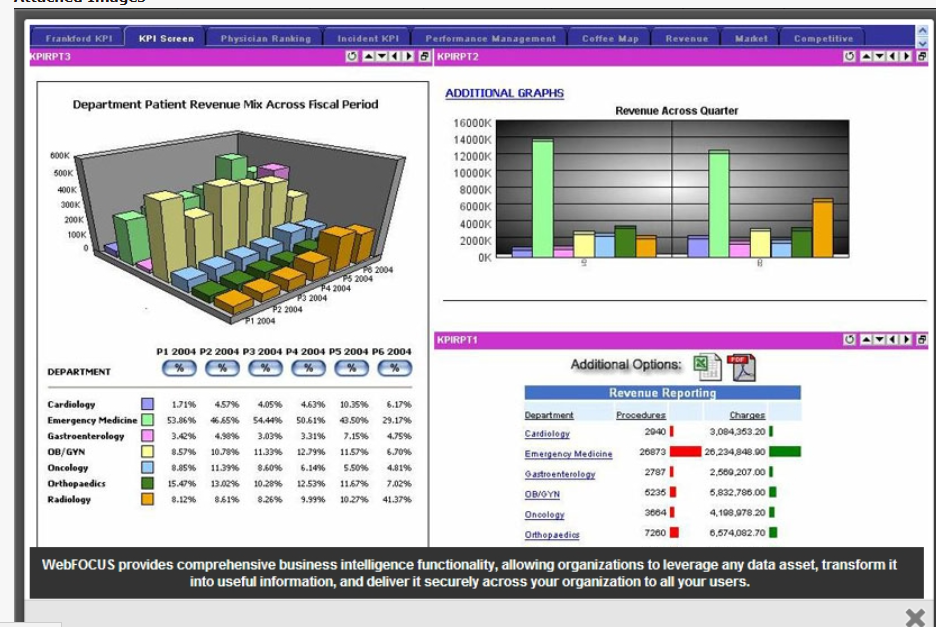 Attached Images
Frankford KPI
KPI Screen
Physician Ranking
Incident KPI
Performance Management
Coffee Map
Revenue
Market
Competitive
KPIRPT3
Department Patient Revenue Mix Across Fiscal Period
600K
500K
400K
300K
200K
100K
0
P1 2004
P2 2004
P3 2004
P4 2004
P5 2004
P6 2004
P1 2004 P2 2004 P3 2004 P4 2004 P5 2004 P6 2004
DEPARTMENT % % % % % %
Cardiology 1.71% 4.57% 4.05% 4.63% 10.35% 6.17%
Emergency Medicine 53.86% 46.65% 54.44% 50.61% 43.50% 29.17%
Gastroenterology 3.42% 4.98% 3.03% 3.31% 7.15% 4.75%
OB/GYN 8.57% 10.78% 11.33% 12.79% 11.57% 6.70%
Oncology 8.85% 11.39% 8.60% 6.14% 5.50% 4.81%
Orthopaedics 15.47% 13.02% 10.28% 12.53% 11.67% 7.02%
Radiology 8.12% 8.61% 8.26% 9.99% 10.27% 41.37%
KPIRPT2
ADDITIONAL GRAPHS
Revenue Across Quarter
16000K
14000K
12000K
10000K
8000K
6000K
4000K
2000K
0K
KPIRPT1
Additional Options:
PDF
Revenue Reporting
Department Procedures Charges
Cardiology 2940 3,084,353.20
Emergency Medicine 26873 26,234,848.90
Gastroenterology 2787 2,569,207.00
OB/GYN 5235 5,832,786.00
Oncology 3664 4,198,978.20
Orthopaedics 7260 6,574,082.70
WebFOCUS provides comprehensive business intelligence functionality, allowing organizations to leverage any data asset, transform it
into useful information, and deliver it securely across your organization to all your users.